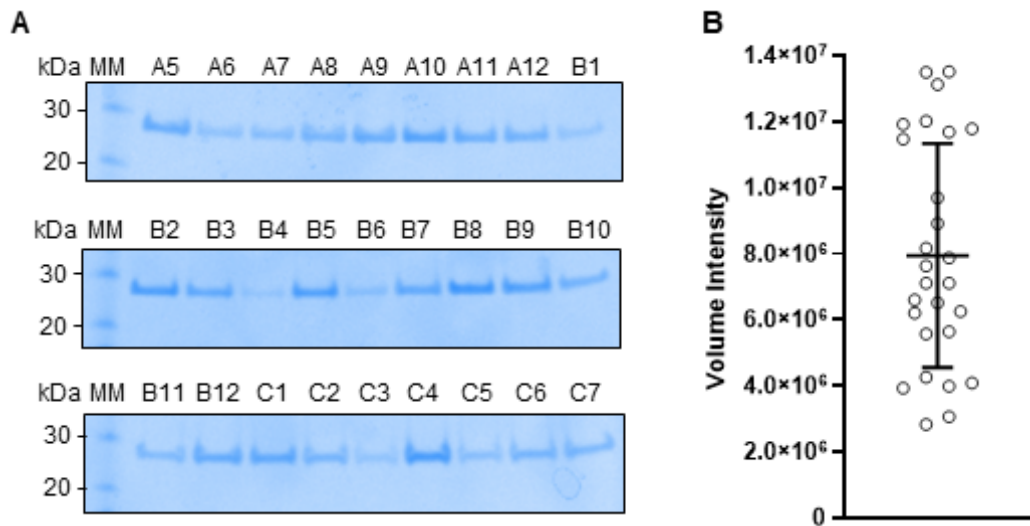 A
kDa MM A5 A6 A7 A8 A9 A10 A11 A12 B1
30
20
kDa MM B2 B3 B4 B5 B6 B7 B8 B9 B10
30
20
kDa MM B11 B12 C1 C2 C3 C4 C5 C6 C7
30
20
B
Volume Intensity
1.4×10⁷
1.2×10⁷
1.0×10⁷
8.0×10⁶
6.0×10⁶
4.0×10⁶
2.0×10⁶
0